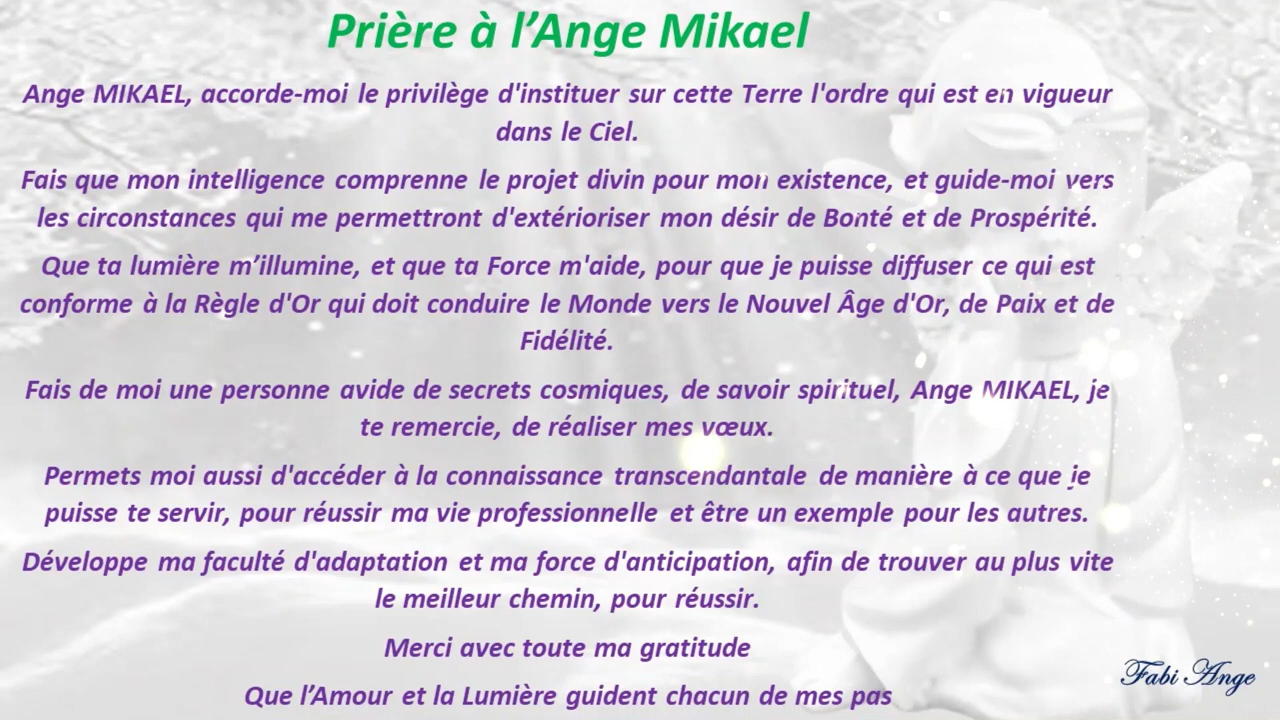 Prière à l’Ange Mikael
Ange MIKAEL, accorde-moi le privilège d'instituer sur cette Terre l'ordre qui est en vigueur
dans le Ciel.
Fais que mon intelligence comprenne le projet divin pour mon existence, et guide-moi vers
les circonstances qui me permettront d'extérioriser mon désir de Bonté et de Prospérité.
Que ta lumière m’illumine, et que ta Force m'aide, pour que je puisse diffuser ce qui est
conforme à la Règle d'Or qui doit conduire le Monde vers le Nouvel Âge d'Or, de Paix et de
Fidélité.
Fais de moi une personne avide de secrets cosmiques, de savoir spirituel, Ange MIKAEL, je
te remercie, de réaliser mes vœux.
Permets moi aussi d'accéder à la connaissance transcendantale de manière à ce que je
puisse te servir, pour réussir ma vie professionnelle et être un exemple pour les autres.
Développe ma faculté d'adaptation et ma force d'anticipation, afin de trouver au plus vite
le meilleur chemin, pour réussir.
Merci avec toute ma gratitude
Que l’Amour et la Lumière guident chacun de mes pas
Fabi Ange